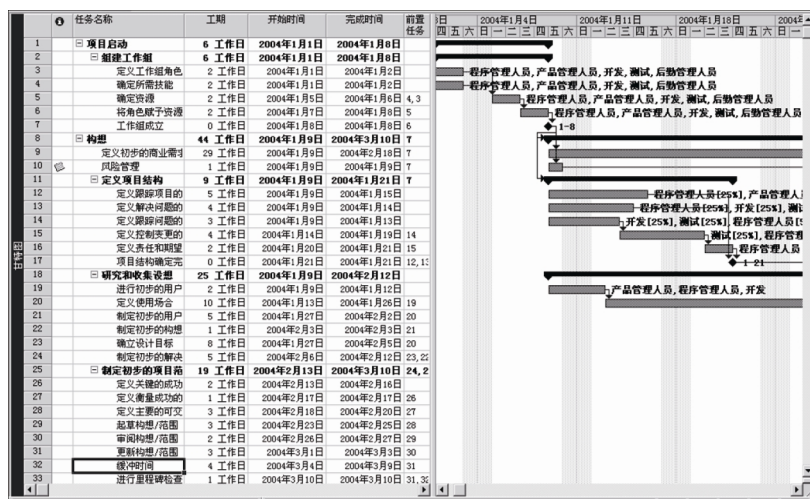 任务名称 工期 开始时间 完成时间 前置任务 2004年1月4日 2004年1月11日 2004年1月18日
四 五 六 日 一 二 三 四 五 六 日 一 二 三 四 五 六 日 一 二 三 四 五 六 日 一
1 项目启动 6 工作日 2004年1月1日 2004年1月8日
2 组建工作组 6 工作日 2004年1月1日 2004年1月8日
3 定义工作组角色 2 工作日 2004年1月1日 2004年1月2日 程序管理人员,产品管理人员,开发,测试,后勤管理人员
4 确定所需技能 2 工作日 2004年1月1日 2004年1月2日 程序管理人员,产品管理人员,开发,测试,后勤管理人员
5 确定资源 2 工作日 2004年1月5日 2004年1月6日 4,3 程序管理人员,产品管理人员,开发,测试,后勤管理人员
6 将角色赋予资源 2 工作日 2004年1月7日 2004年1月8日 5 程序管理人员,产品管理人员,开发,测试,后勤管理人员
7 工作组成立 0 工作日 2004年1月8日 2004年1月8日 6 1-8
8 构想 44 工作日 2004年1月9日 2004年3月10日 7
9 定义初步的商业需 29 工作日 2004年1月9日 2004年2月18日 7
10 风险管理 1 工作日 2004年1月9日 2004年1月9日 7
11 定义项目结构 9 工作日 2004年1月9日 2004年1月21日 7
12 定义跟踪项目的 5 工作日 2004年1月9日 2004年1月15日 程序管理人员[25%],产品管理人
13 定义解决问题的 4 工作日 2004年1月9日 2004年1月14日 程序管理人员[25%],开发[25%],
14 定义跟踪问题的 3 工作日 2004年1月9日 2004年1月13日 开发[25%],测试[25%],程序管理人员
15 定义控制变更的 4 工作日 2004年1月14日 2004年1月19日 14 测试[25%],程序管
16 定义责任和期望 2 工作日 2004年1月20日 2004年1月21日 15 程序管理人员
17 项目结构确定完 0 工作日 2004年1月21日 2004年1月21日 12,13 1-21
18 研究和收集设想 25 工作日 2004年1月9日 2004年2月12日
19 进行初步的用户 2 工作日 2004年1月9日 2004年1月12日 产品管理人员,程序管理人员,开发
20 定义使用场合 10 工作日 2004年1月13日 2004年1月26日 19
21 制定初步的用户 5 工作日 2004年1月27日 2004年2月2日 20
22 制定初步的构想 1 工作日 2004年2月3日 2004年2月3日 21
23 确立设计目标 8 工作日 2004年1月27日 2004年2月5日 20
24 制定初步的解决 5 工作日 2004年2月6日 2004年2月12日 23,22
25 制定初步的项目范 19 工作日 2004年2月13日 2004年3月10日 24,2
26 定义关键的成功 2 工作日 2004年2月13日 2004年2月16日
27 定义衡量成功的 1 工作日 2004年2月17日 2004年2月17日 26
28 定义主要的可交 3 工作日 2004年2月18日 2004年2月20日 27
29 起草构想/范围 3 工作日 2004年2月23日 2004年2月25日 28
30 审阅构想/范围 2 工作日 2004年2月26日 2004年2月27日 29
31 更新构想/范围 3 工作日 2004年3月1日 2004年3月3日 30
32 缓冲时间 4 工作日 2004年3月4日 2004年3月9日 31
33 进行里程碑检查 1 工作日 2004年3月10日 2004年3月10日 31,32